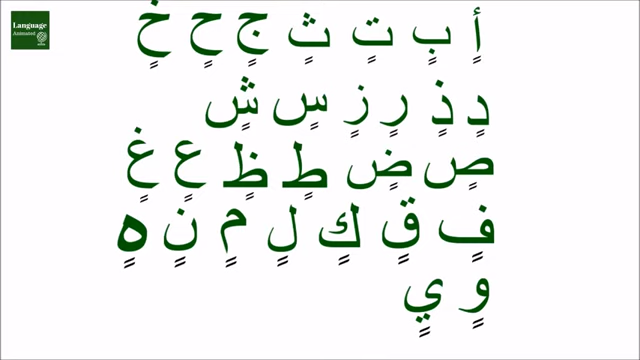 Language
Animated
أٍ بٍ تٍ ثٍ جٍ حٍ خٍ
دٍ ذٍ رٍ زٍ سٍ شٍ
صٍ ضٍ طٍ ظٍ عٍ غٍ
فٍ قٍ كٍ لٍ مٍ نٍ هٍ
وٍ يٍ